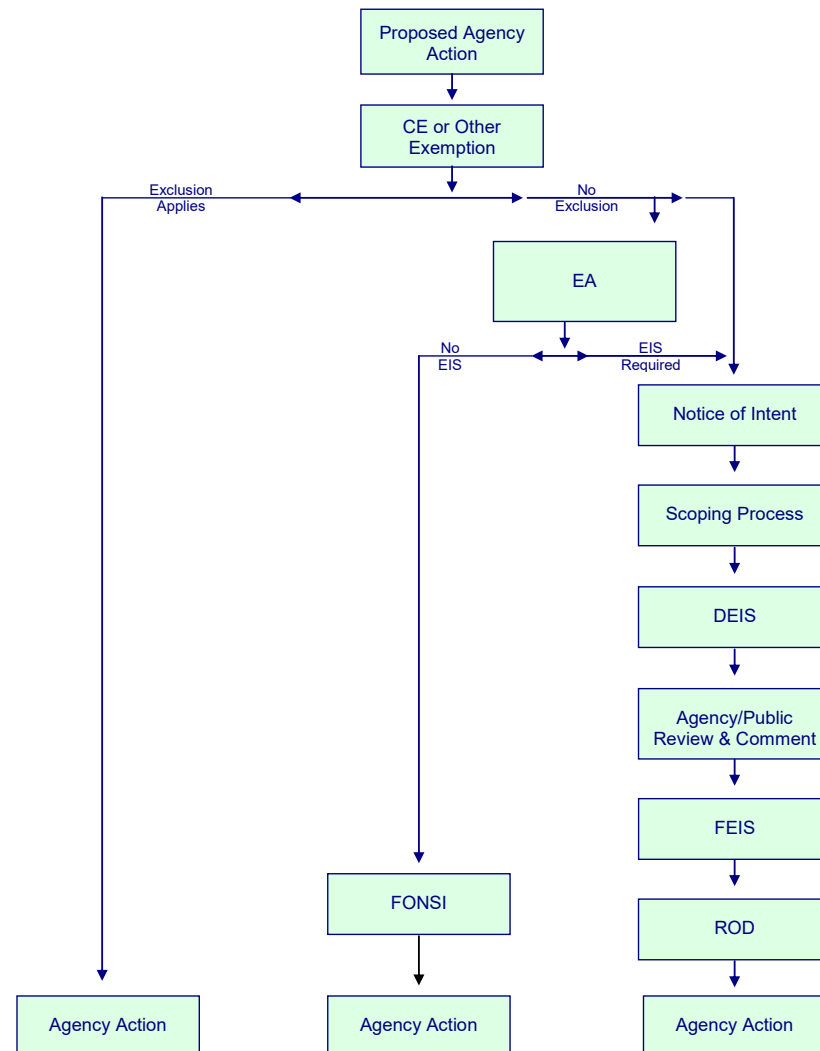 Proposed Agency
Action
CE or Other
Exemption
Exclusion
Applies
No
Exclusion
EA
No
EIS
EIS
Required
Notice of Intent
Scoping Process
DEIS
Agency/Public
Review & Comment
FEIS
FONSI
ROD
Agency Action
Agency Action
Agency Action